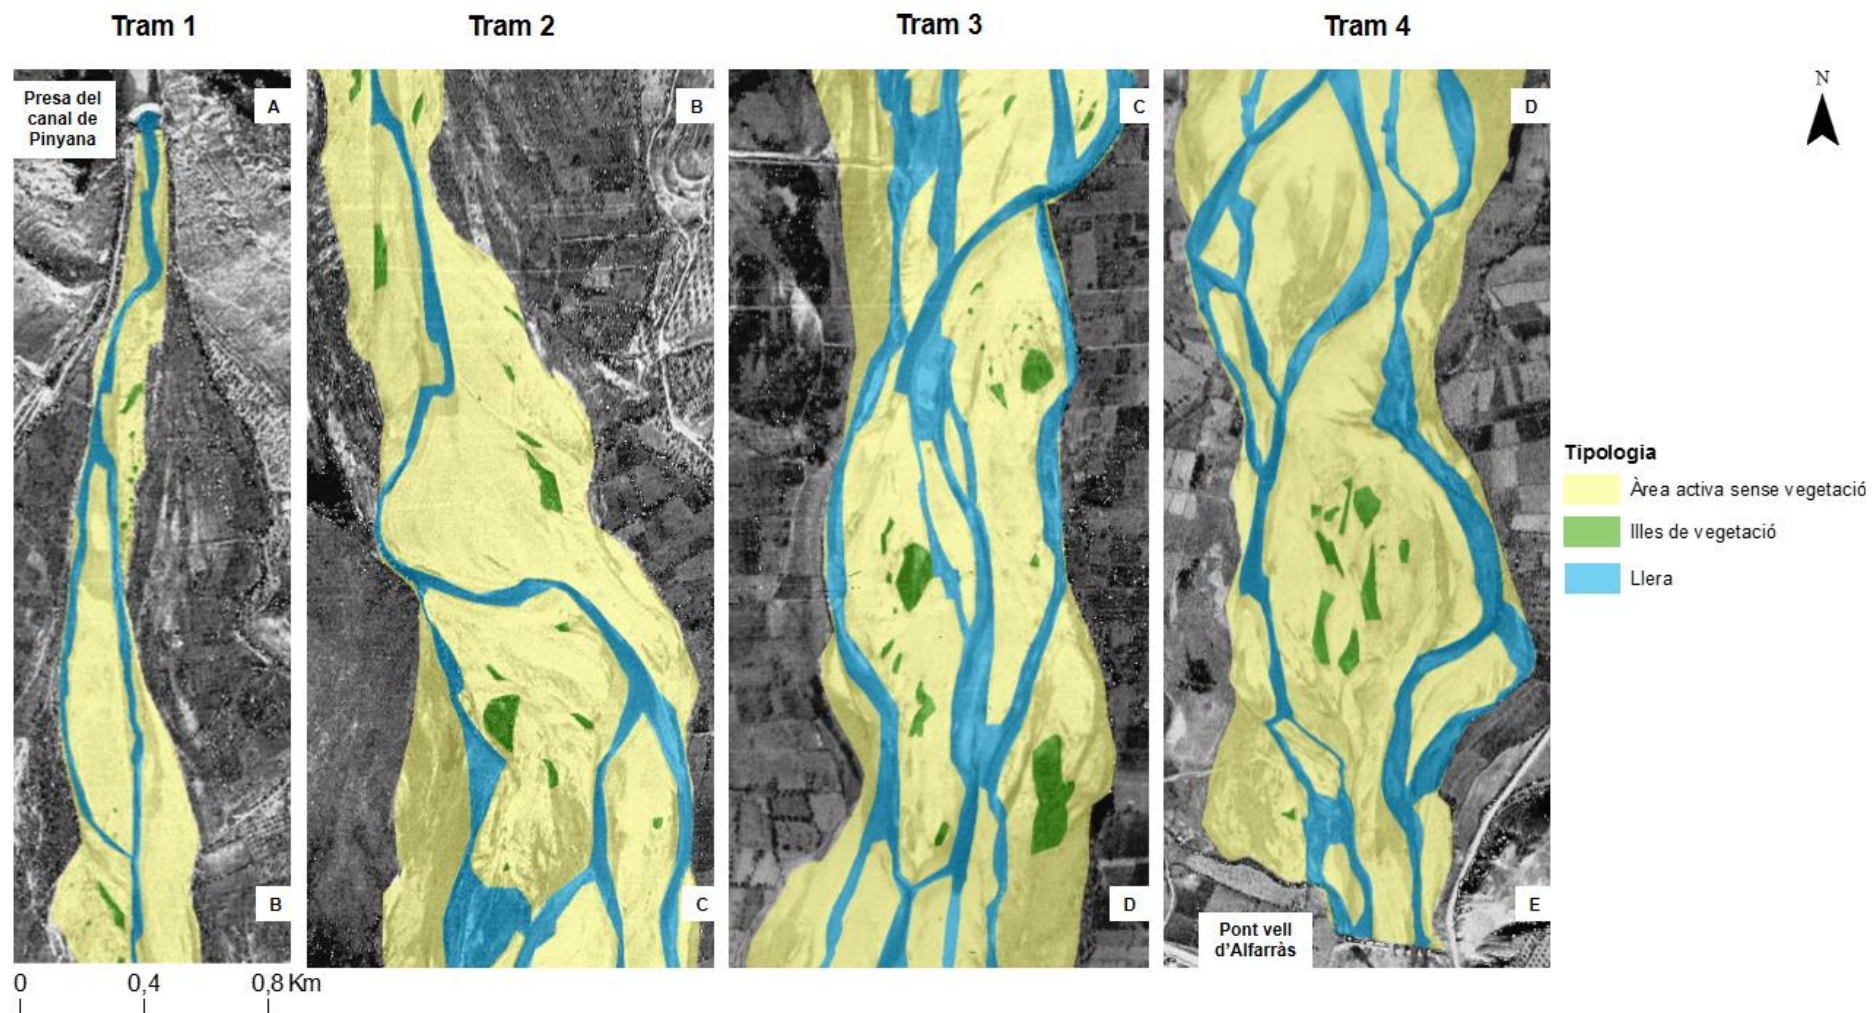 Tram 1
Tram 2
Tram 3
Tram 4
Presa del
canal de
Pinyana
A
B
C
D
N
Tipologia
Àrea activa sense vegetació
Illes de vegetació
Llera
B
C
D
E
Pont vell
d'Alfarràs
0
0,4
0,8 Km